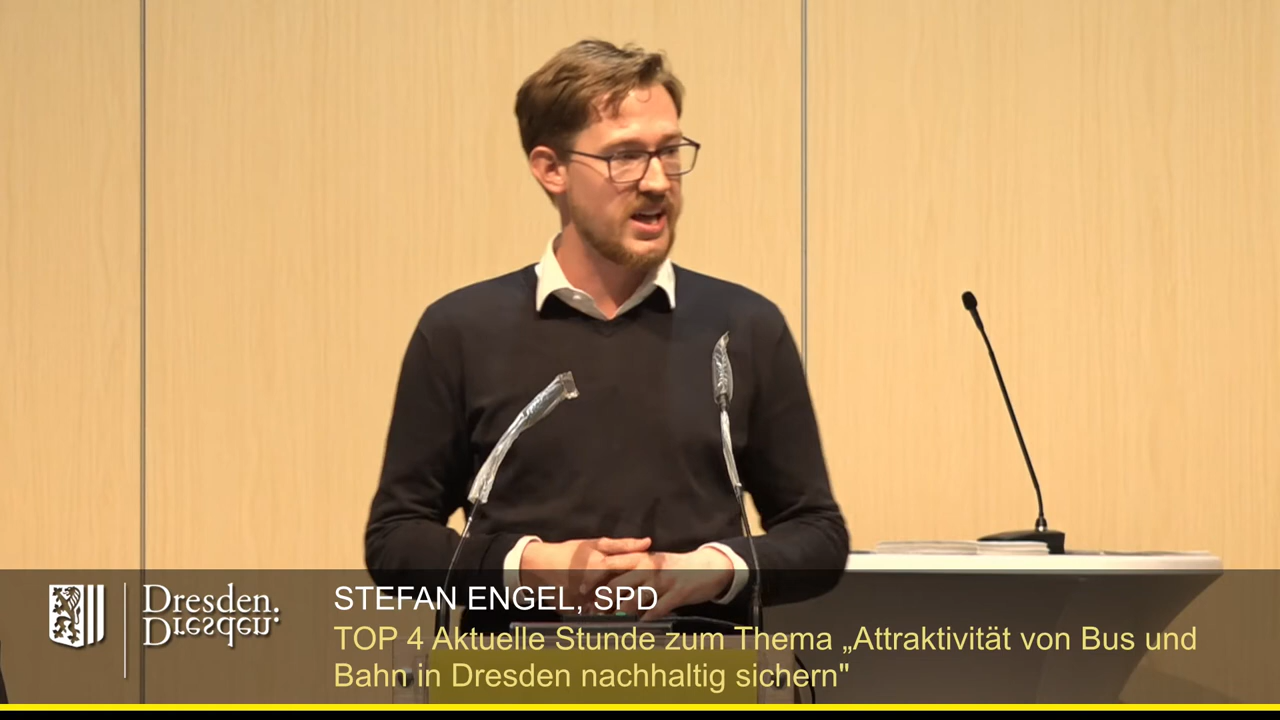 Dresden.
Dresden.
STEFAN ENGEL, SPD
TOP 4 Aktuelle Stunde zum Thema „Attraktivität von Bus und
Bahn in Dresden nachhaltig sichern"